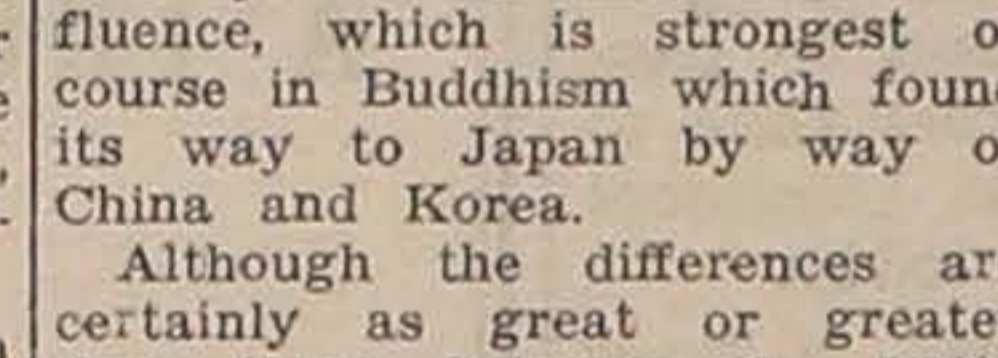 fluence, which is strongest o
course in Buddhism which foun
its way to Japan by way o
China and Korea.
Although the differences ar
certainly as great or greate